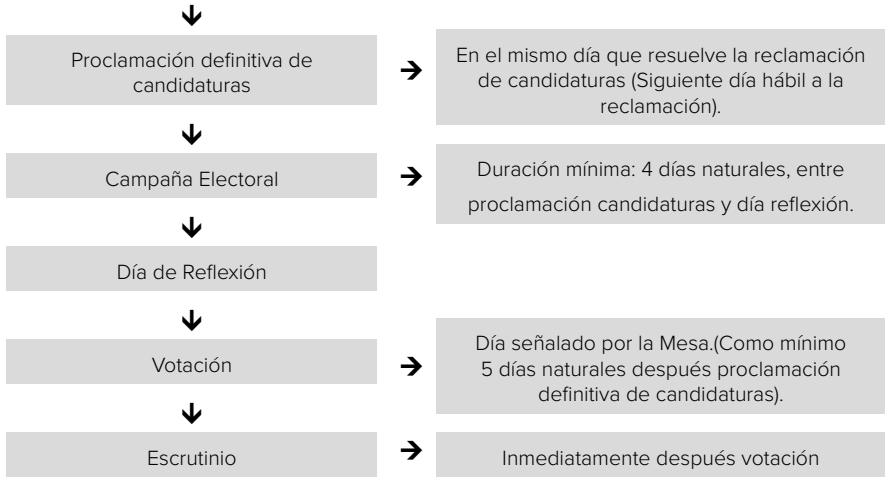 Proclamación definitiva de
candidaturas
En el mismo día que resuelve la reclamación
de candidaturas (Siguiente día hábil a la
reclamación).
Campaña Electoral
Duración mínima: 4 días naturales, entre
proclamación candidaturas y día reflexión.
Día de Reflexión
Votación
Día señalado por la Mesa.(Como mínimo
5 días naturales después proclamación
definitiva de candidaturas).
Escrutinio
Inmediatamente después votación